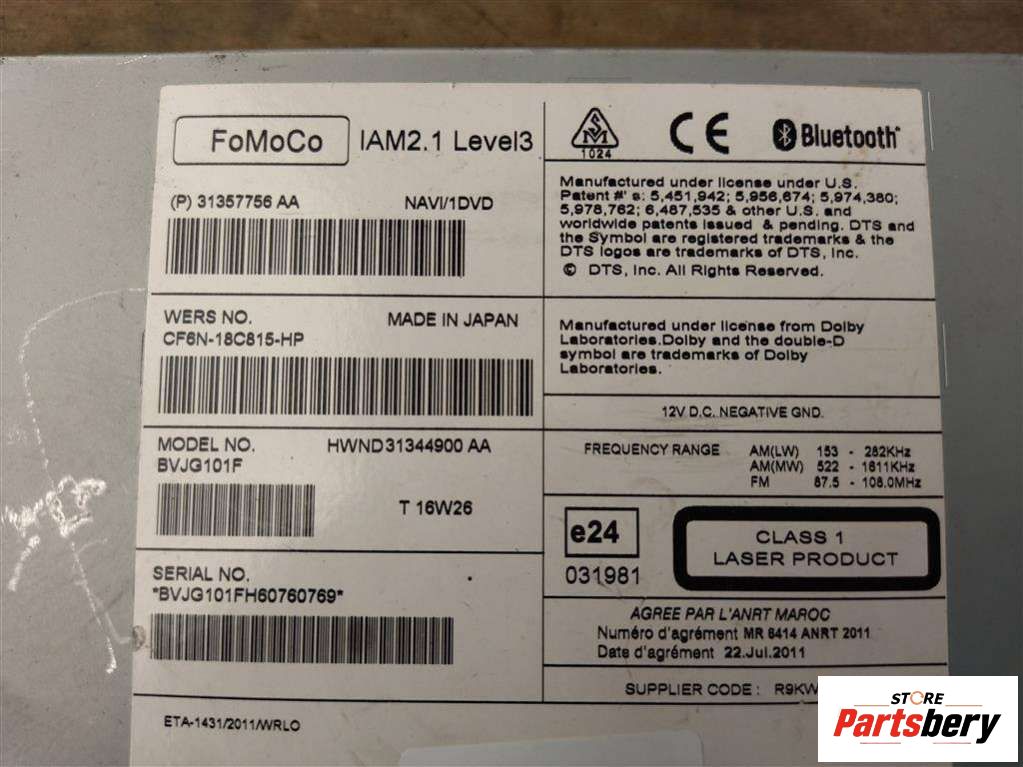 FoMoCo IAM2.1 Level3
(P) 31357756 AA NAVI/1DVD
WERS NO. MADE IN JAPAN
CF6N-18C815-HP
MODEL NO. HWND31344900 AA
BVJG101F
T 16W26
SERIAL NO.
*BVJG101FH60760769*
ETA-1431/2011/WRLO
SM
1024
CE
Bluetooth®
Manufactured under license under U.S.
Patent #' s: 5,451,942; 5,956,674; 5,974,380;
5,978,762; 6,487,535 & other U.S. and
worldwide patents issued & pending. DTS and
the Symbol are registered trademarks & the
DTS logos are trademarks of DTS, Inc.
© DTS, Inc. All Rights Reserved.
Manufactured under license from Dolby
Laboratories.Dolby and the double-D
symbol are trademarks of Dolby
Laboratories.
12V D.C. NEGATIVE GND.
FREQUENCY RANGE AM(LW) 153 - 282KHz
AM(MW) 522 - 1611KHz
FM 87.5 - 108.0MHz
e24
031981
CLASS 1
LASER PRODUCT
AGREE PAR L'ANRT MAROC
Numéro d'agrément MR 6414 ANRT 2011
Date d'agrément 22.Jul.2011
SUPPLIER CODE : R9KW
STORE
Partsbery